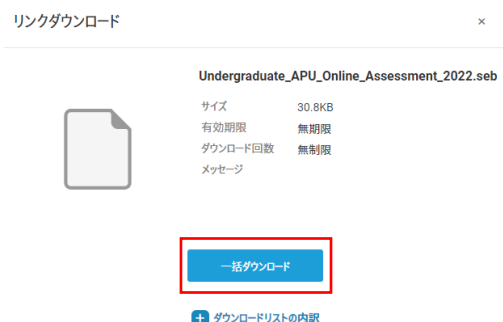 リンクダウンロード ×
Undergraduate_APU_Online_Assessment_2022.seb
サイズ 30.8KB
有効期限 無期限
ダウンロード回数 無制限
メッセージ
一括ダウンロード
+ ダウンロードリストの内訳